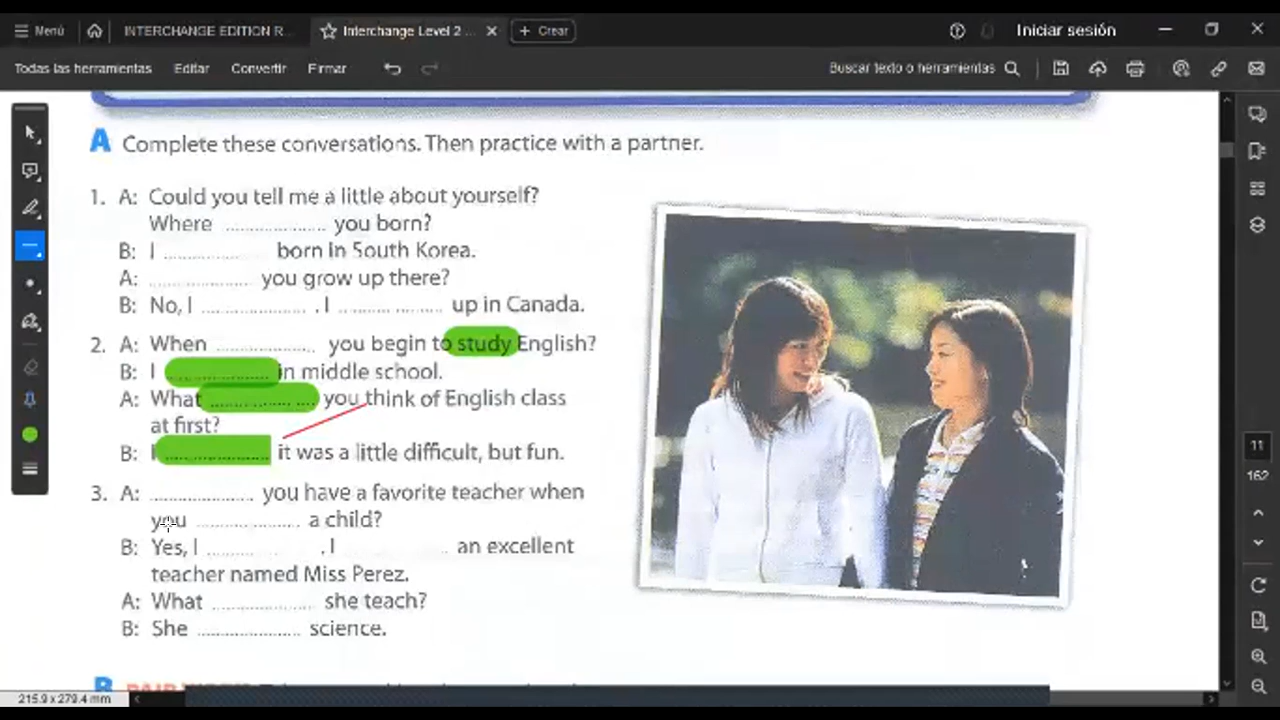 Menú
INTERCHANGE EDITION R...
Interchange Level 2 ...
Crear
Iniciar sesión
Todas las herramientas
Editar
Convertir
Firmar
Buscar texto o herramientas
A Complete these conversations. Then practice with a partner.
1. A: Could you tell me a little about yourself?
Where .................... you born?
B: I .................... born in South Korea.
A: .................... you grow up there?
B: No, I .................... . I .................... up in Canada.
2. A: When .................... you begin to study English?
B: I .................... in middle school.
A: What .................... you think of English class
at first?
B: I .................... it was a little difficult, but fun.
3. A: .................... you have a favorite teacher when
you .................... a child?
B: Yes, I .................... . I .................... an excellent
teacher named Miss Perez.
A: What .................... she teach?
B: She .................... science.
B
11
162
215.9 x 279.4 mm